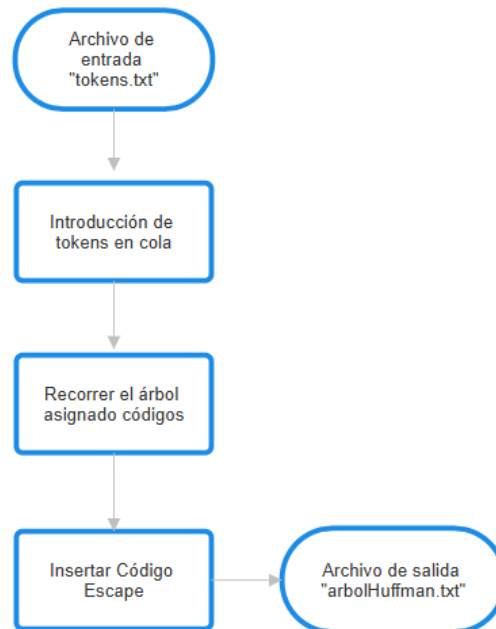 Archivo de
entrada
"tokens.txt"
Introducción de
tokens en cola
Recorrer el árbol
asignado códigos
Insertar Código
Escape
Archivo de salida
"arbolHuffman.txt"